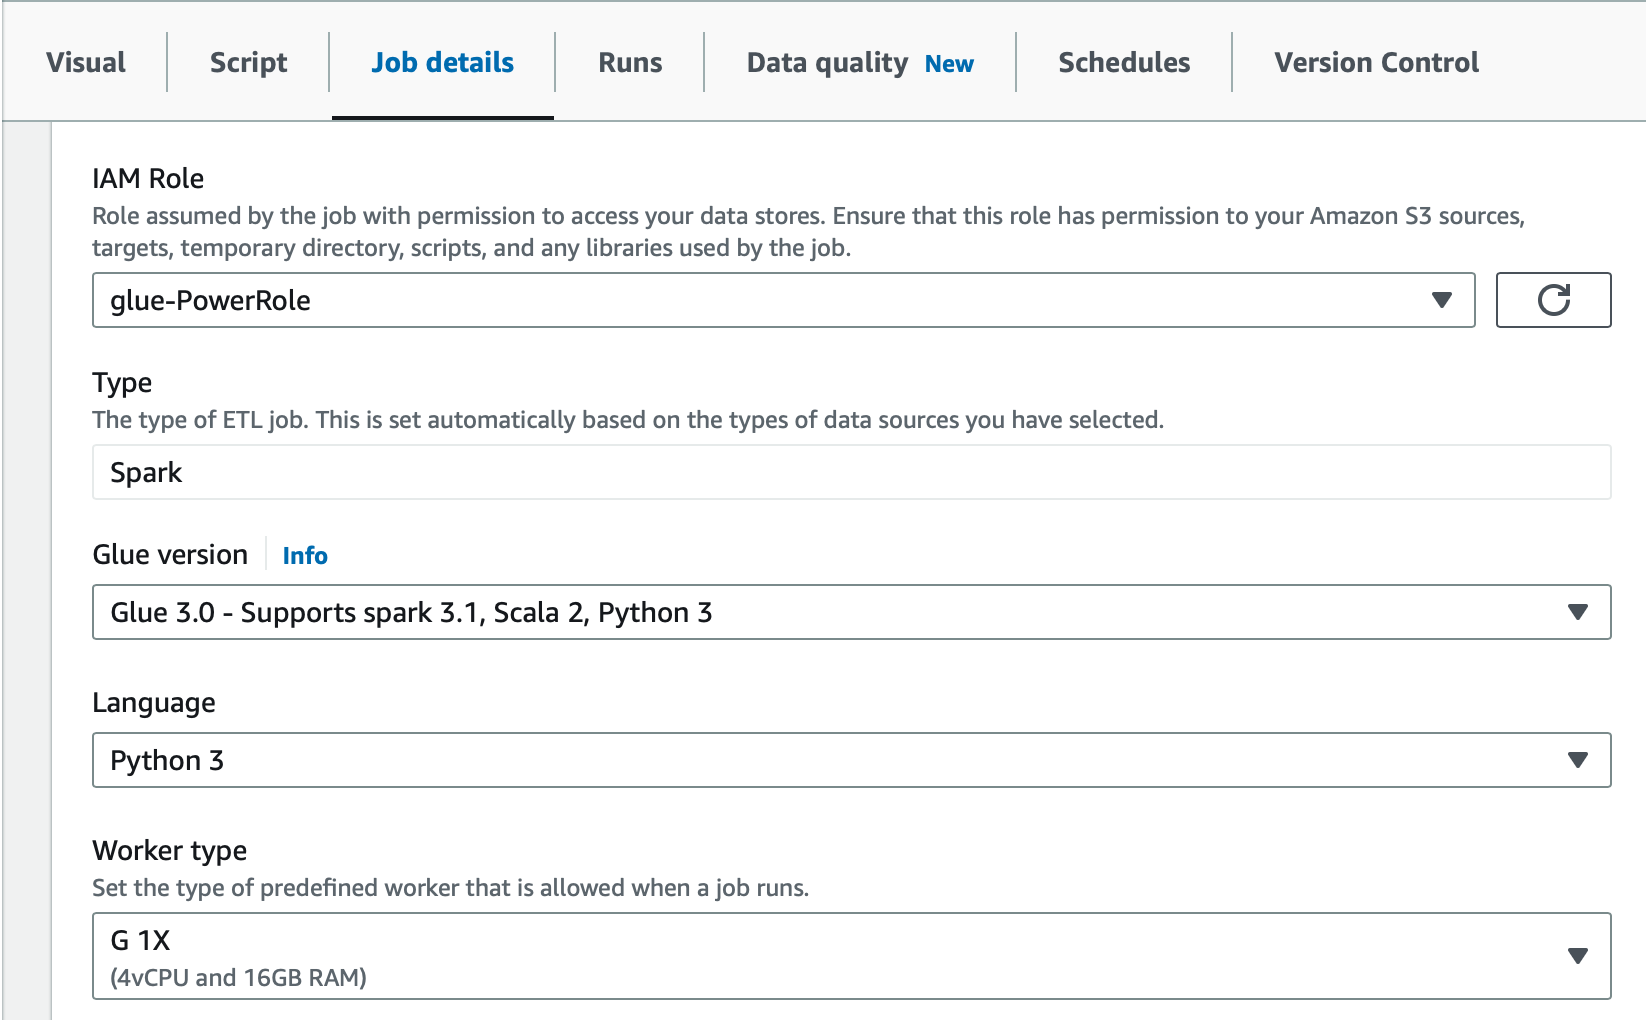 Visual Script Job details Runs Data quality New Schedules Version Control
IAM Role
Role assumed by the job with permission to access your data stores. Ensure that this role has permission to your Amazon S3 sources,
targets, temporary directory, scripts, and any libraries used by the job.
glue-PowerRole
Type
The type of ETL job. This is set automatically based on the types of data sources you have selected.
Spark
Glue version Info
Glue 3.0 - Supports spark 3.1, Scala 2, Python 3
Language
Python 3
Worker type
Set the type of predefined worker that is allowed when a job runs.
G 1X
(4vCPU and 16GB RAM)